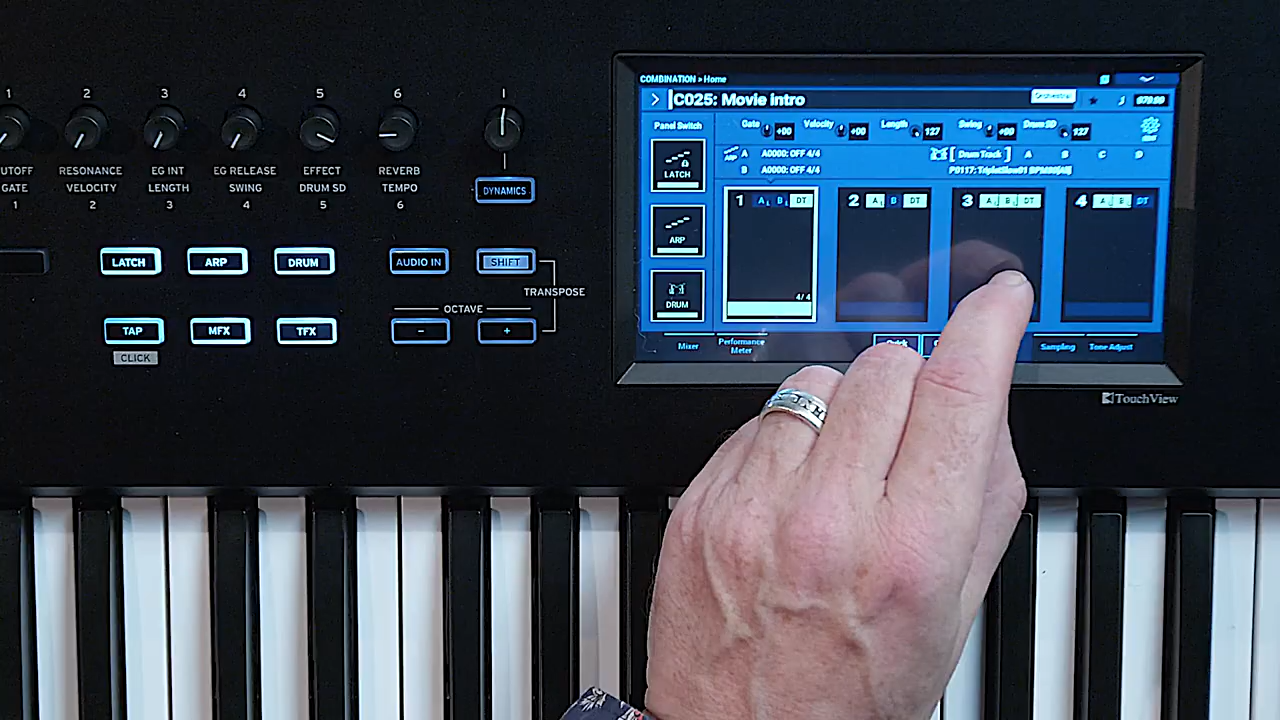 1 2 3 4 5 6 I
UTOFF RESONANCE EG INT EG RELEASE EFFECT REVERB
GATE VELOCITY LENGTH SWING DRUM SD TEMPO
1 2 3 4 5 6
DYNAMICS
LATCH ARP DRUM AUDIO IN SHIFT
TRANSPOSE
OCTAVE
TAP MFX TFX - +
CLICK
COMBINATION > Home
> C025: Movie Intro Orchestral
Panel Switch Gate +00 Velocity +00 Length 127 Swing +00 Drum SD 127
ARP A A0000: OFF 4/4 [ Drum Track ] A B C D
B A0000: OFF 4/4
LATCH
ARP
DRUM
1 A B DT
2 A B DT
3 A B DT
4 A B DT
4/4
Mixer Performance Meter Quick Sampling Tone Adjust
TouchView